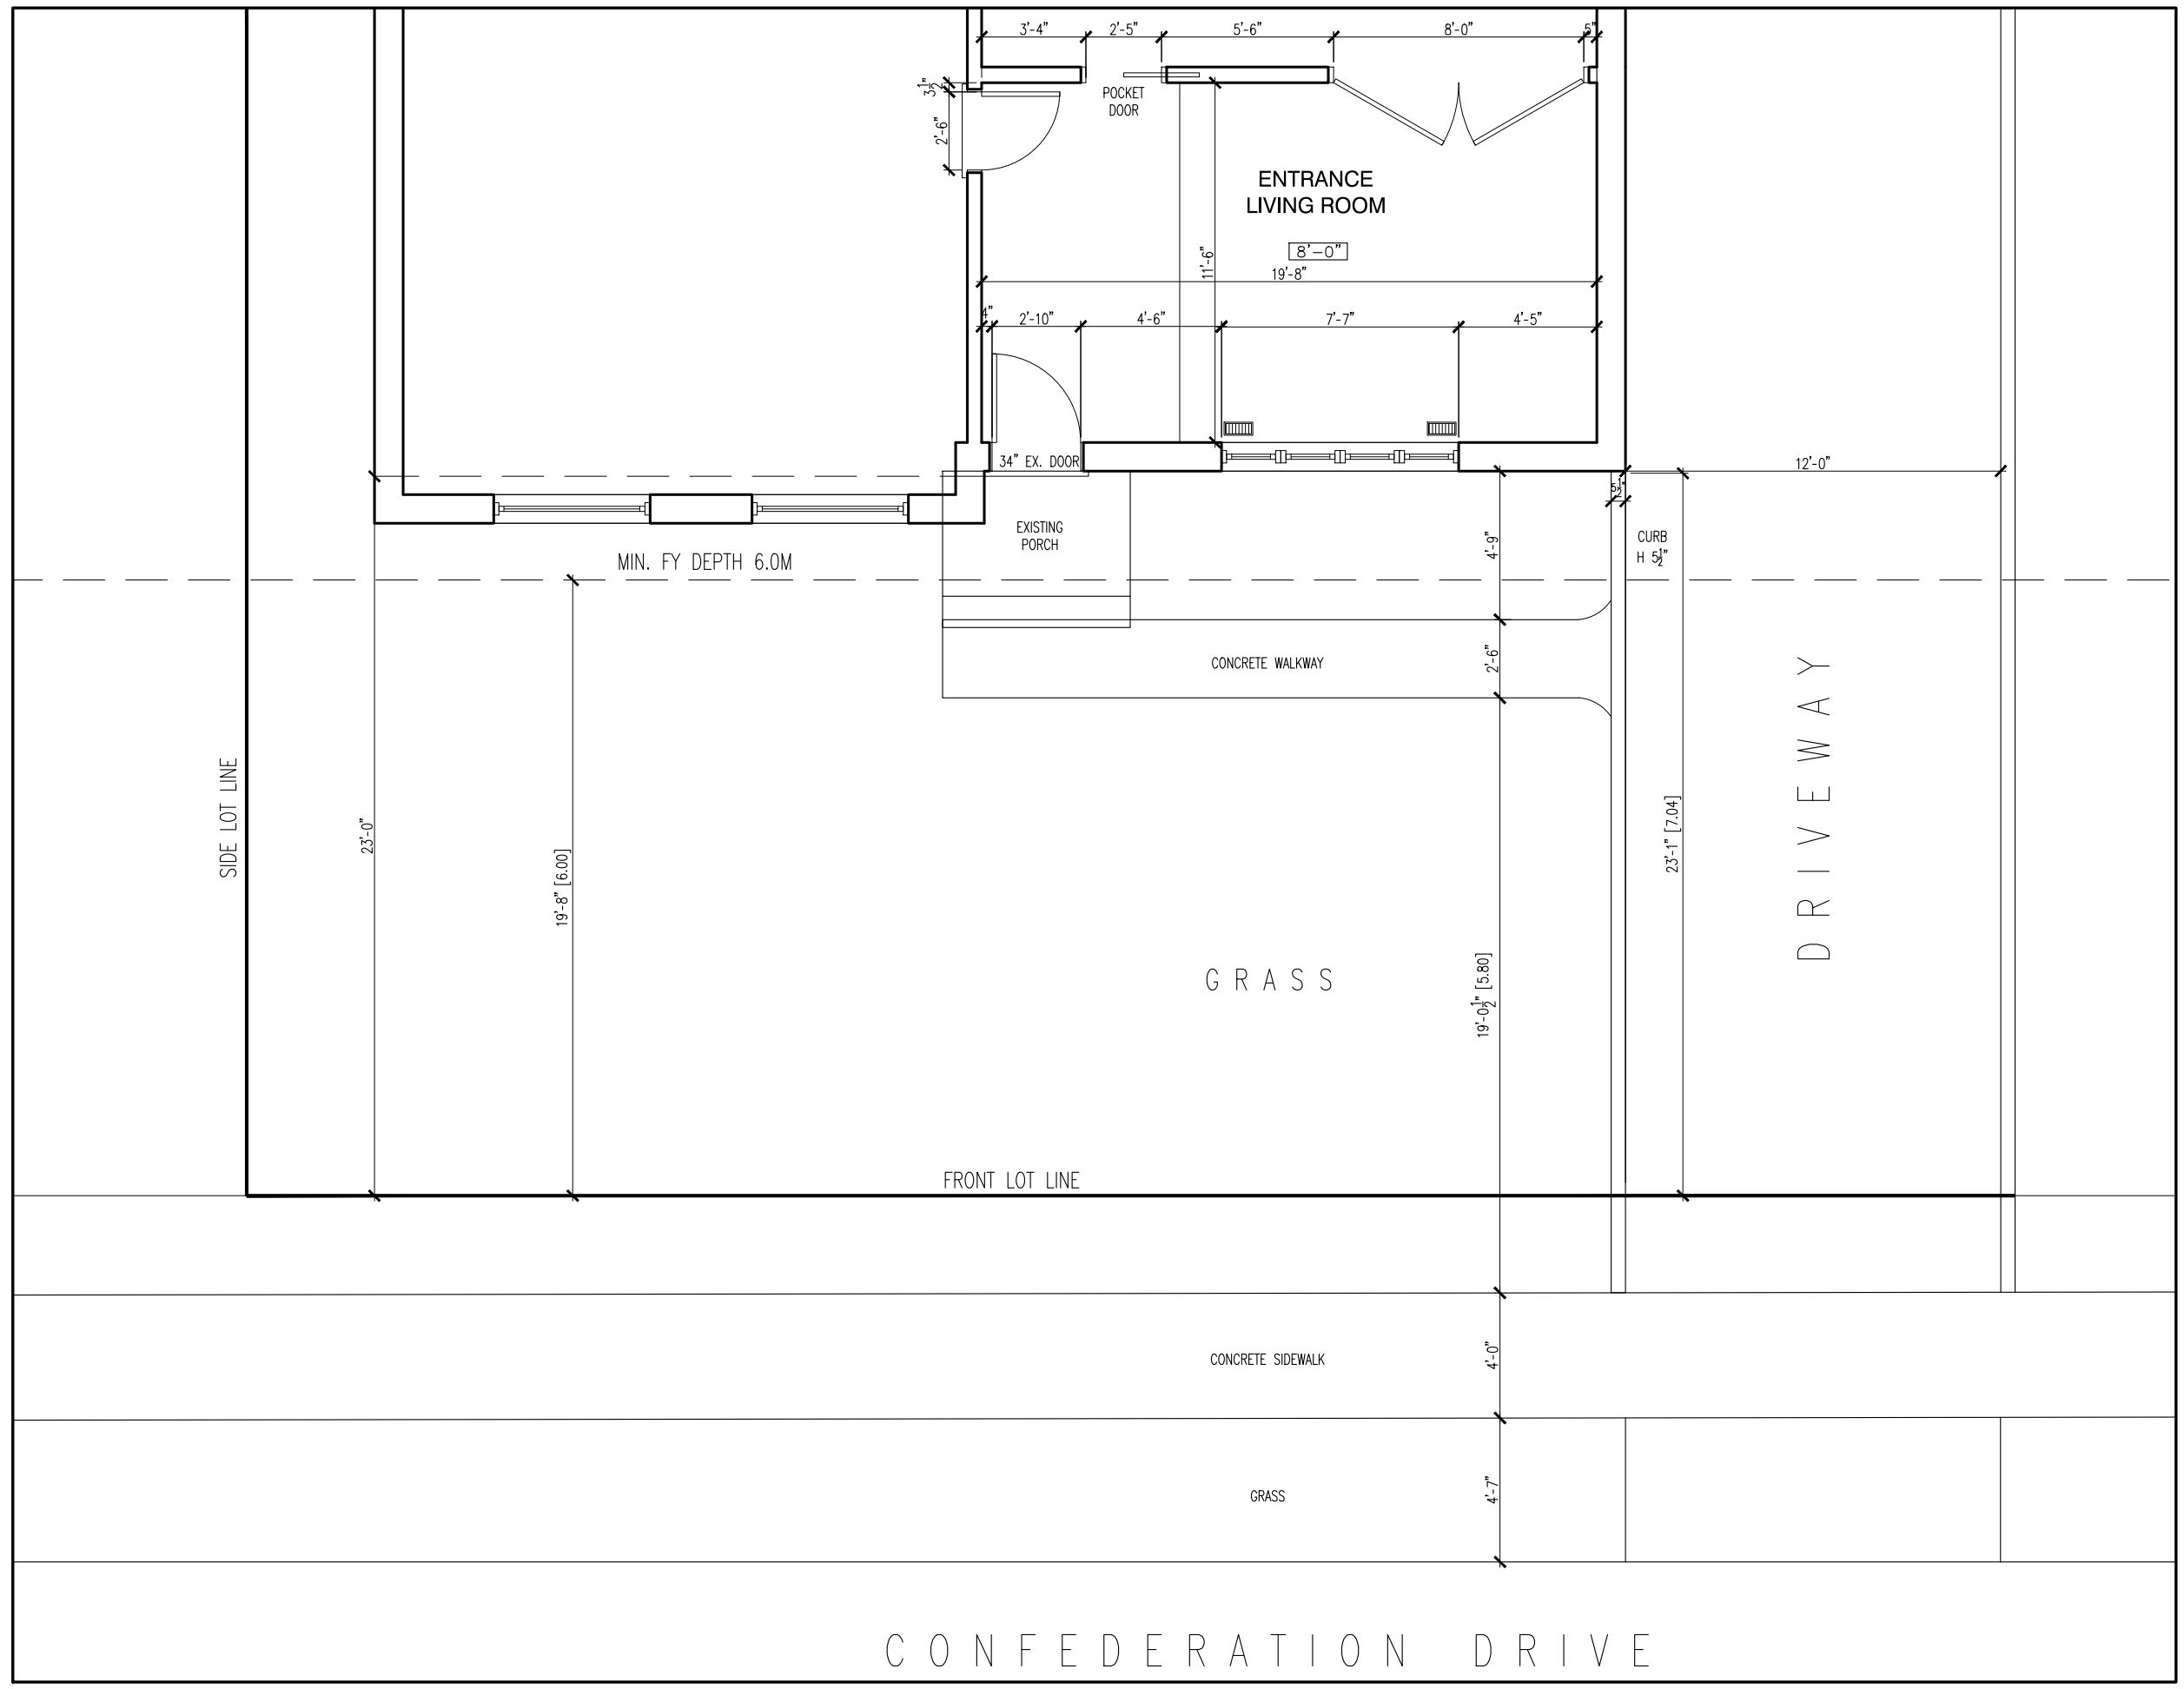 3'-4" 2'-5" 5'-6" 8'-0" 5"
3½"
POCKET
DOOR
2'-6"
ENTRANCE
LIVING ROOM
8'-0"
11'-6"
19'-8"
4" 2'-10" 4'-6" 7'-7" 4'-5"
34" EX. DOOR
12'-0"
5½"
EXISTING
PORCH
CURB
H 5½"
4'-9"
MIN. FY DEPTH 6.0M
CONCRETE WALKWAY
2'-6"
DRIVEWAY
SIDE LOT LINE
23'-0"
19'-8" [6.00]
23'-1" [7.04]
GRASS
19'-0½" [5.80]
FRONT LOT LINE
CONCRETE SIDEWALK
4'-0"
GRASS
4'-7"
CONFEDERATION DRIVE